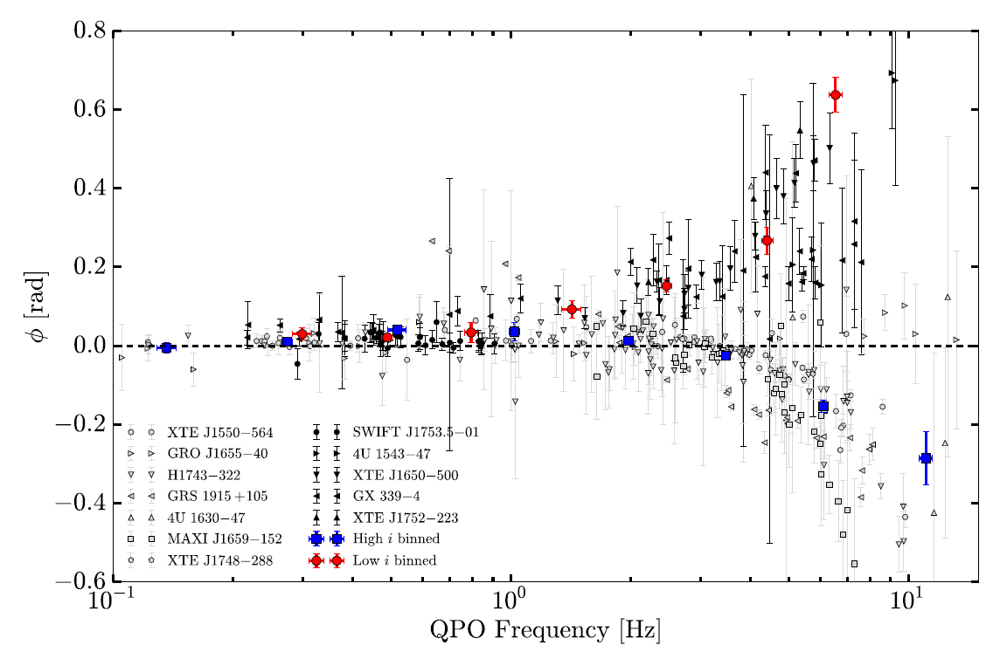 0.8
0.6
0.4
0.2
0.0
−0.2
−0.4
−0.6
ϕ [rad]
XTE J1550−564
GRO J1655−40
H1743−322
GRS 1915+105
4U 1630−47
MAXI J1659−152
XTE J1748−288
SWIFT J1753.5−01
4U 1543−47
XTE J1650−500
GX 339−4
XTE J1752−223
High i binned
Low i binned
10⁻¹ 10⁰ 10¹
QPO Frequency [Hz]